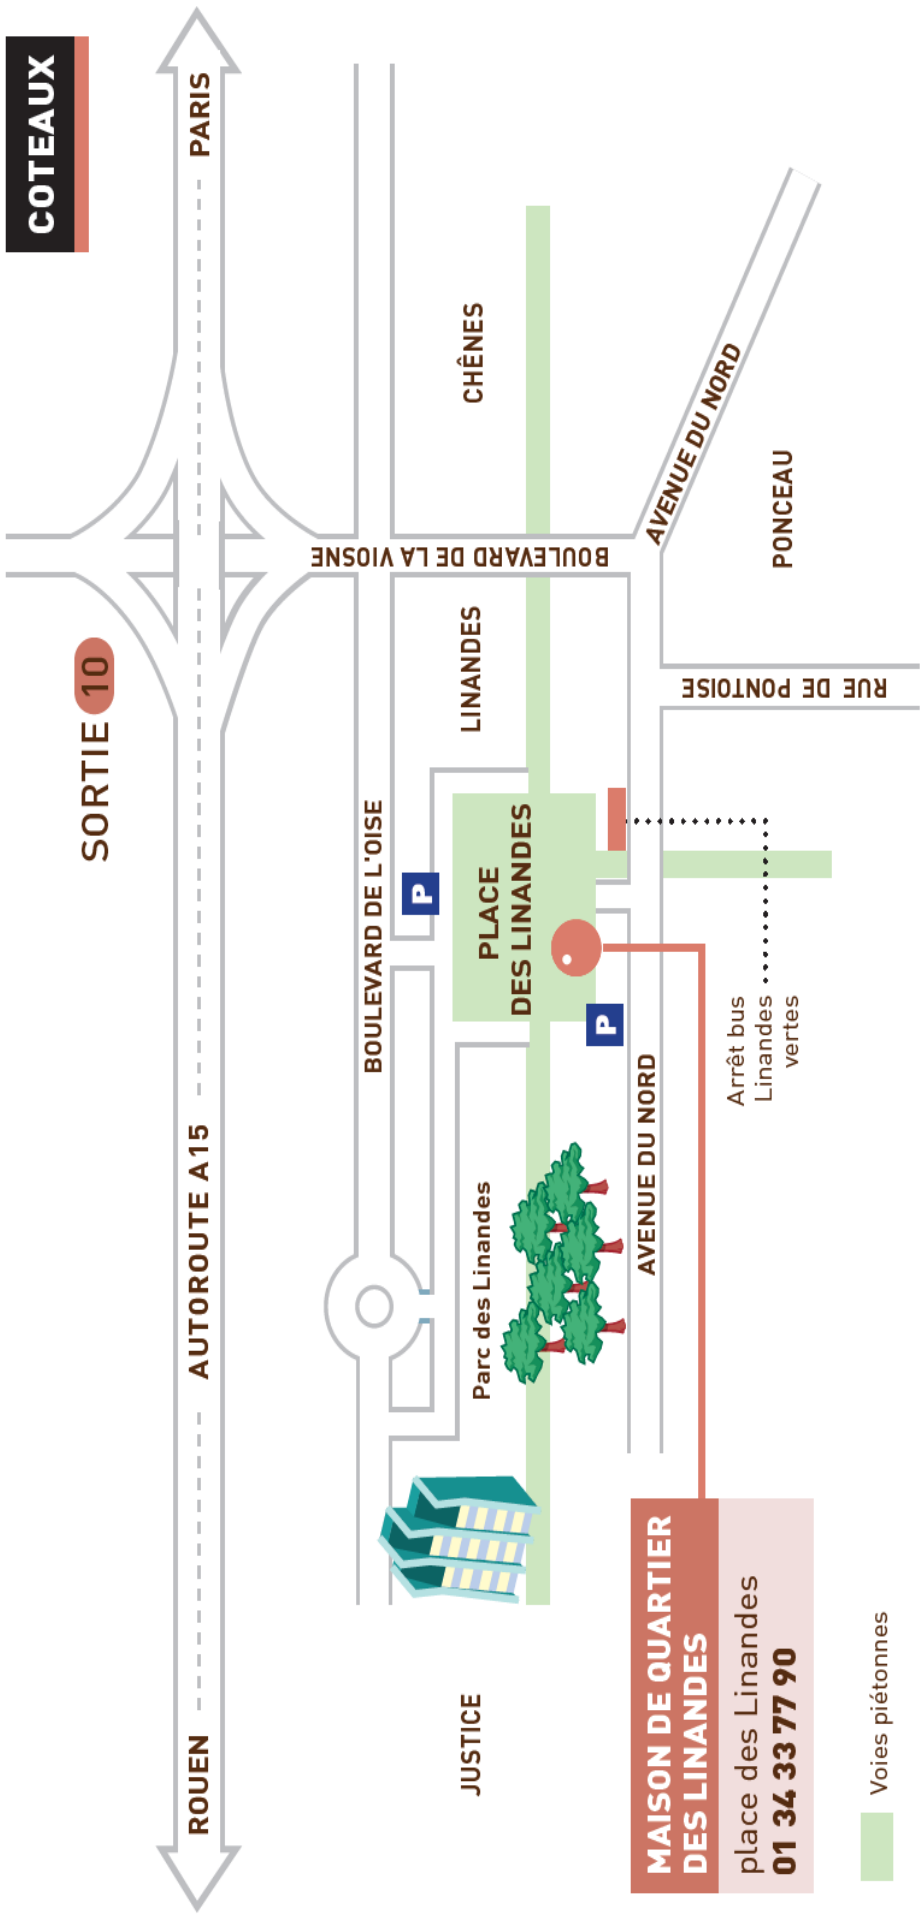 COTEAUX
SORTIE 10
ROUEN
AUTOROUTE A15
PARIS
BOULEVARD DE L'OISE
BOULEVARD DE LA VIOSNE
P
JUSTICE
Parc des Linandes
PLACE
DES LINANDES
LINANDES
CHÊNES
P
AVENUE DU NORD
AVENUE DU NORD
RUE DE PONTOISE
PONCEAU
Arrêt bus
Linandes
vertes
MAISON DE QUARTIER
DES LINANDES
place des Linandes
01 34 33 77 90
Voies piétonnes